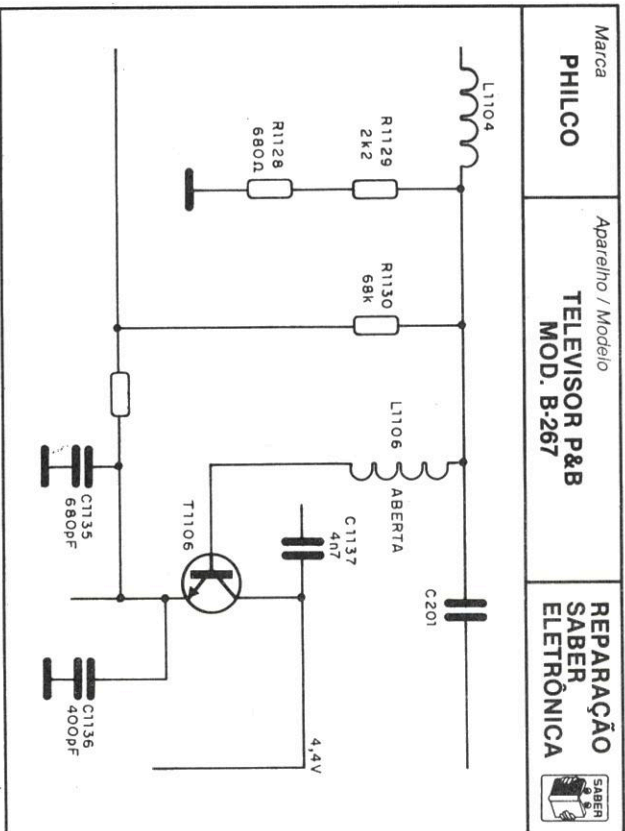 Marca
PHILCO
Aparelho / Modelo
TELEVISOR P&B
MOD. B-267
REPARAÇÃO
SABER
ELETRÔNICA
SABER
L1104
R1129
2k2
R1128
680Ω
R1130
68k
L1106
ABERTA
C201
C1137
4n7
T1106
4,4V
C1135
680pF
C1136
400pF